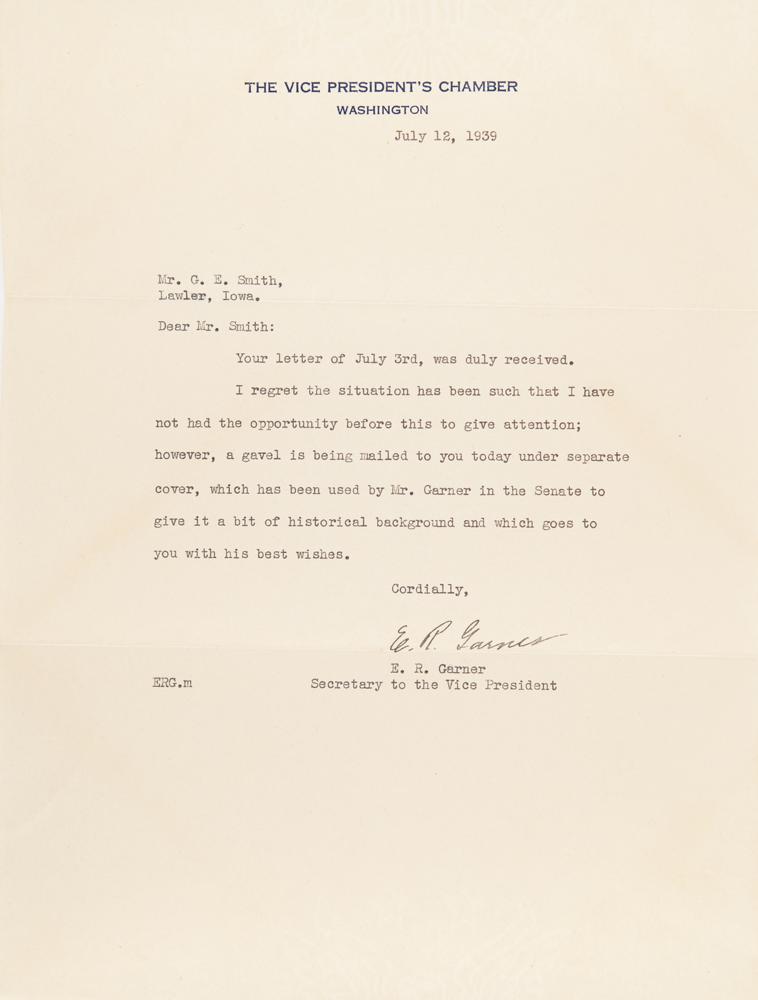 THE VICE PRESIDENT'S CHAMBER
WASHINGTON
July 12, 1939
Mr. G. E. Smith,
Lawler, Iowa.
Dear Mr. Smith:
Your letter of July 3rd, was duly received.
I regret the situation has been such that I have
not had the opportunity before this to give attention;
however, a gavel is being mailed to you today under separate
cover, which has been used by Mr. Garner in the Senate to
give it a bit of historical background and which goes to
you with his best wishes.
Cordially,
E. R. Garner
E. R. Garner
ERG.m Secretary to the Vice President